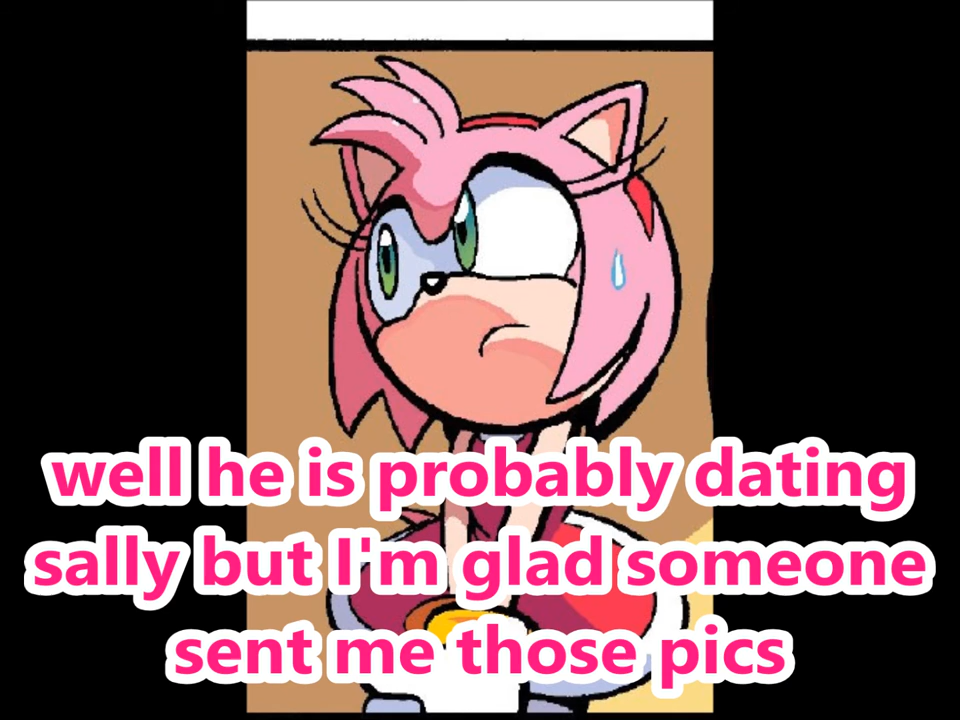 well he is probably dating
sally but I'm glad someone
sent me those pics